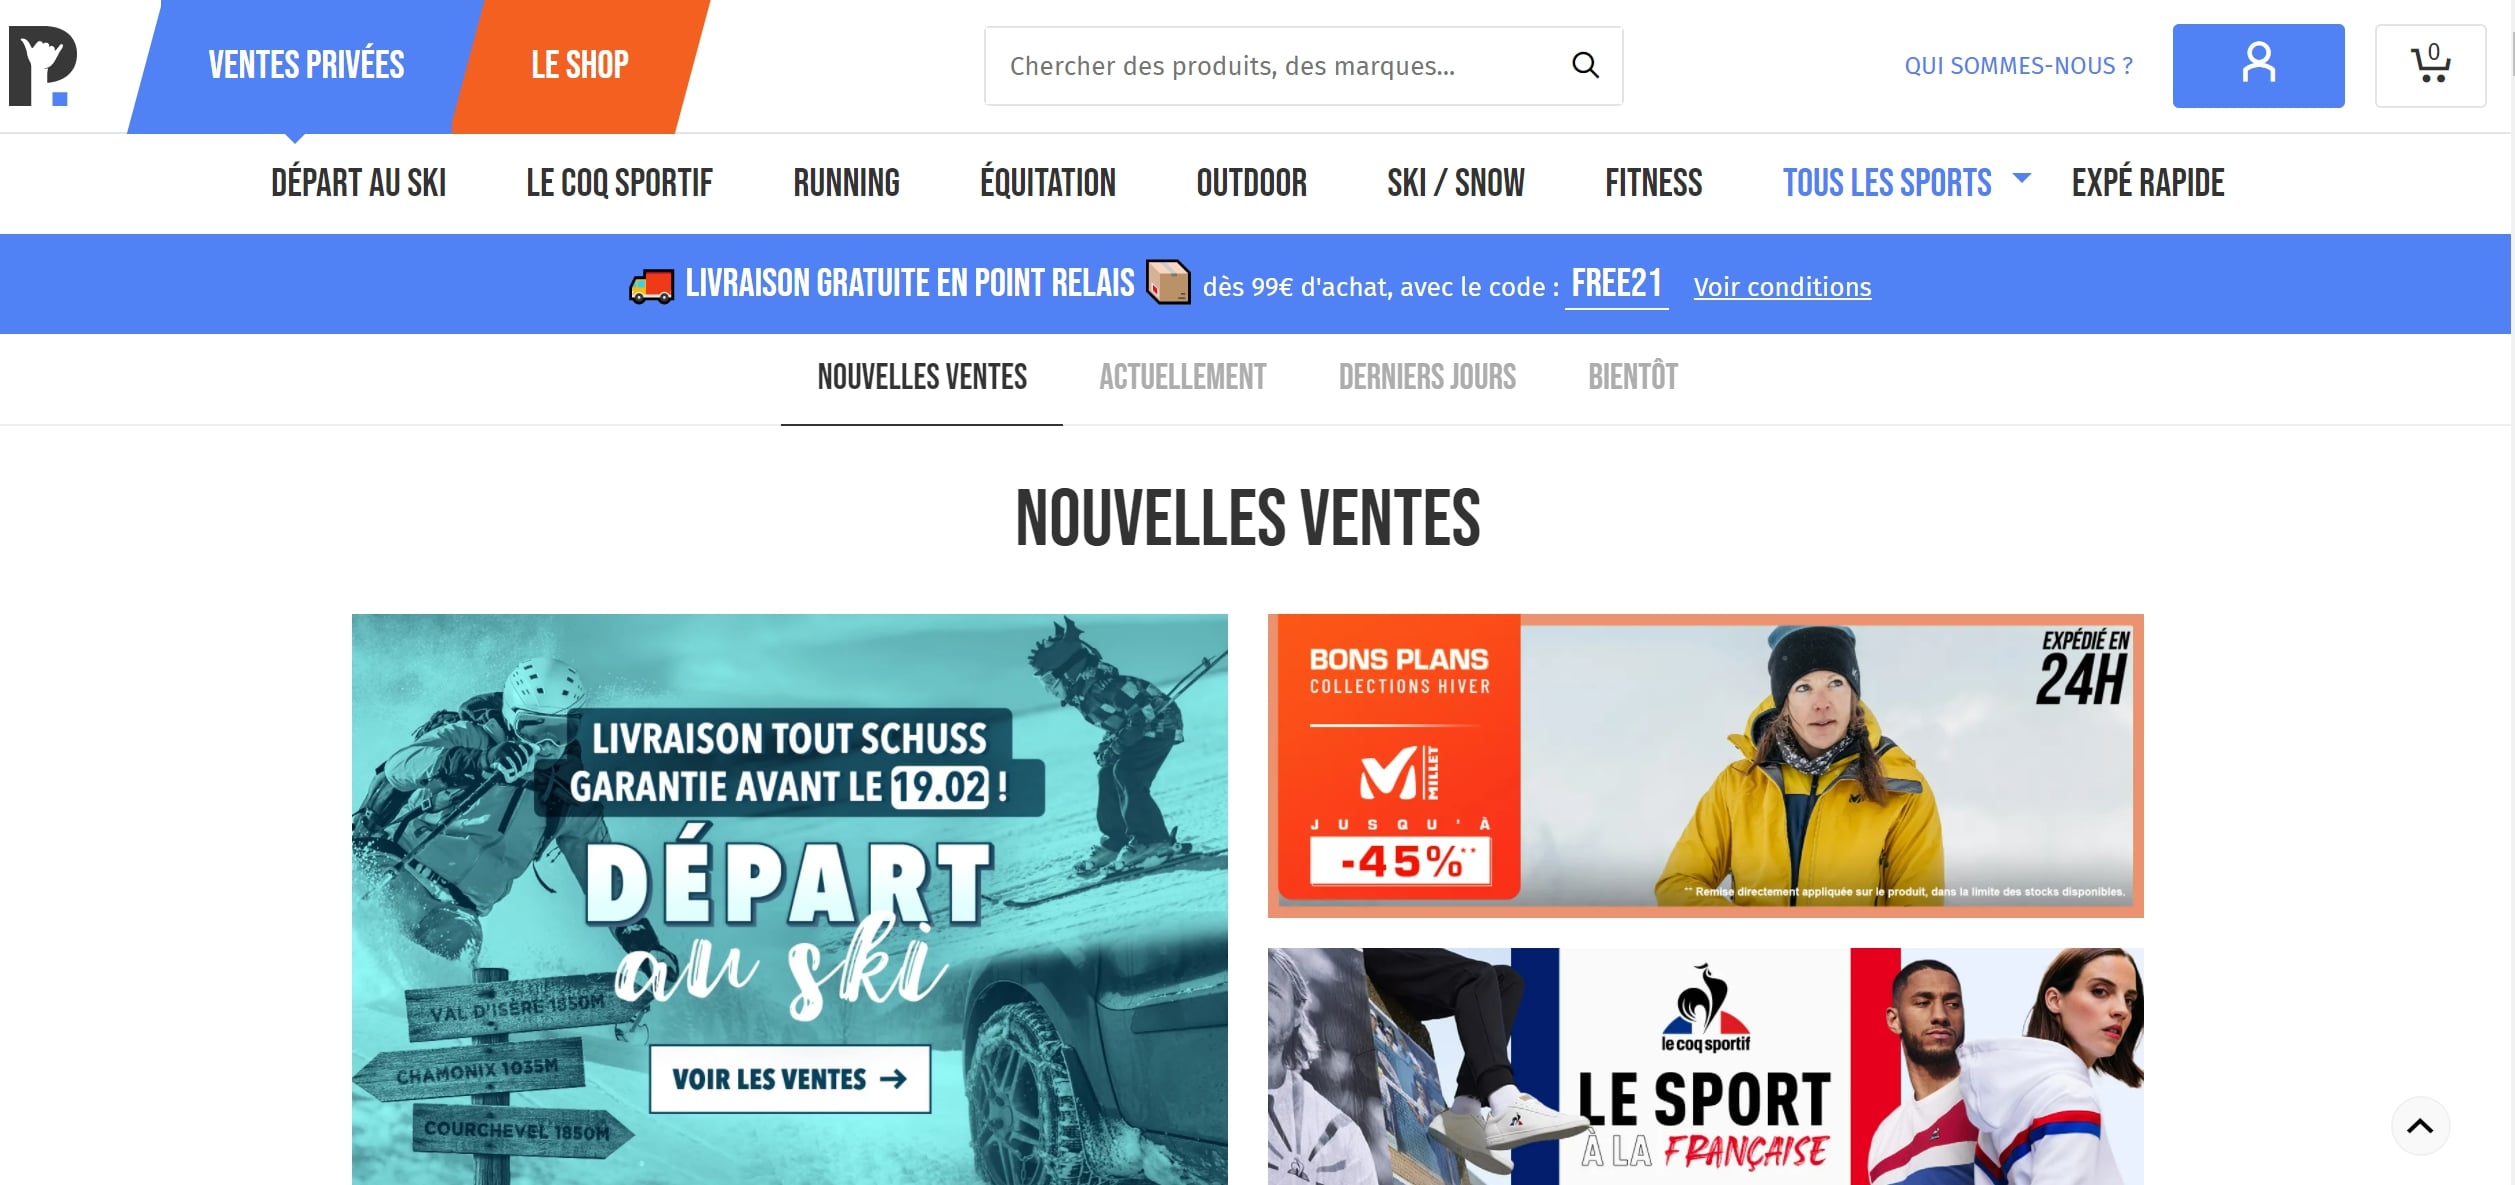 VENTES PRIVÉES
LE SHOP
Chercher des produits, des marques...
QUI SOMMES-NOUS ?
0
DÉPART AU SKI
LE COQ SPORTIF
RUNNING
ÉQUITATION
OUTDOOR
SKI / SNOW
FITNESS
TOUS LES SPORTS
EXPÉ RAPIDE
LIVRAISON GRATUITE EN POINT RELAIS dès 99€ d'achat, avec le code : FREE21 Voir conditions
NOUVELLES VENTES
ACTUELLEMENT
DERNIERS JOURS
BIENTÔT
NOUVELLES VENTES
LIVRAISON TOUT SCHUSS
GARANTIE AVANT LE 19.02 !
DÉPART
au ski
VAL D'ISÈRE 1850M
CHAMONIX 1035M
COURCHEVEL 1850M
VOIR LES VENTES →
BONS PLANS
COLLECTIONS HIVER
MILLET
JUSQU'À
-45%**
EXPÉDIÉ EN
24H
** Remise directement appliquée sur le produit, dans la limite des stocks disponibles.
le coq sportif
LE SPORT
À LA FRANÇAISE